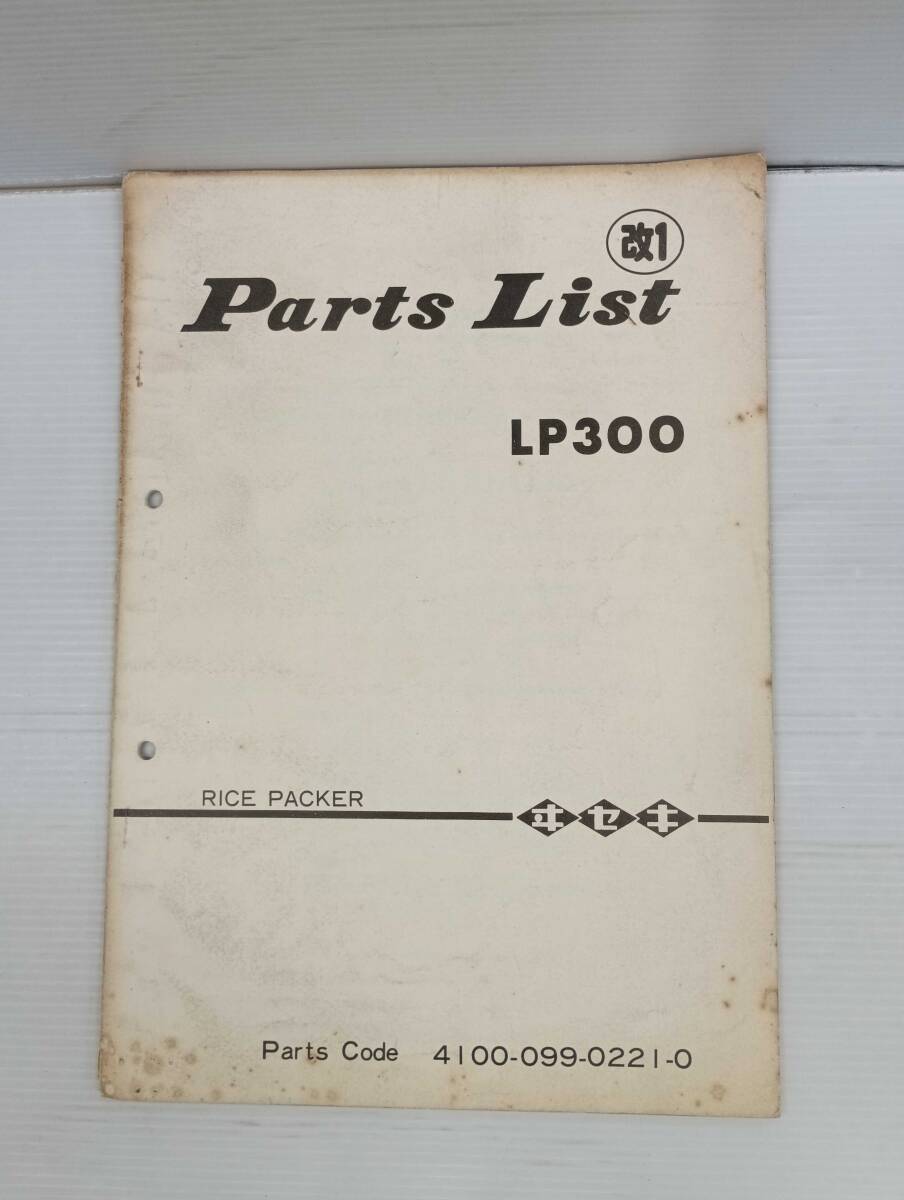 改1
Parts List
LP300
RICE PACKER
ヰセキ
Parts Code 4100-099-0221-0